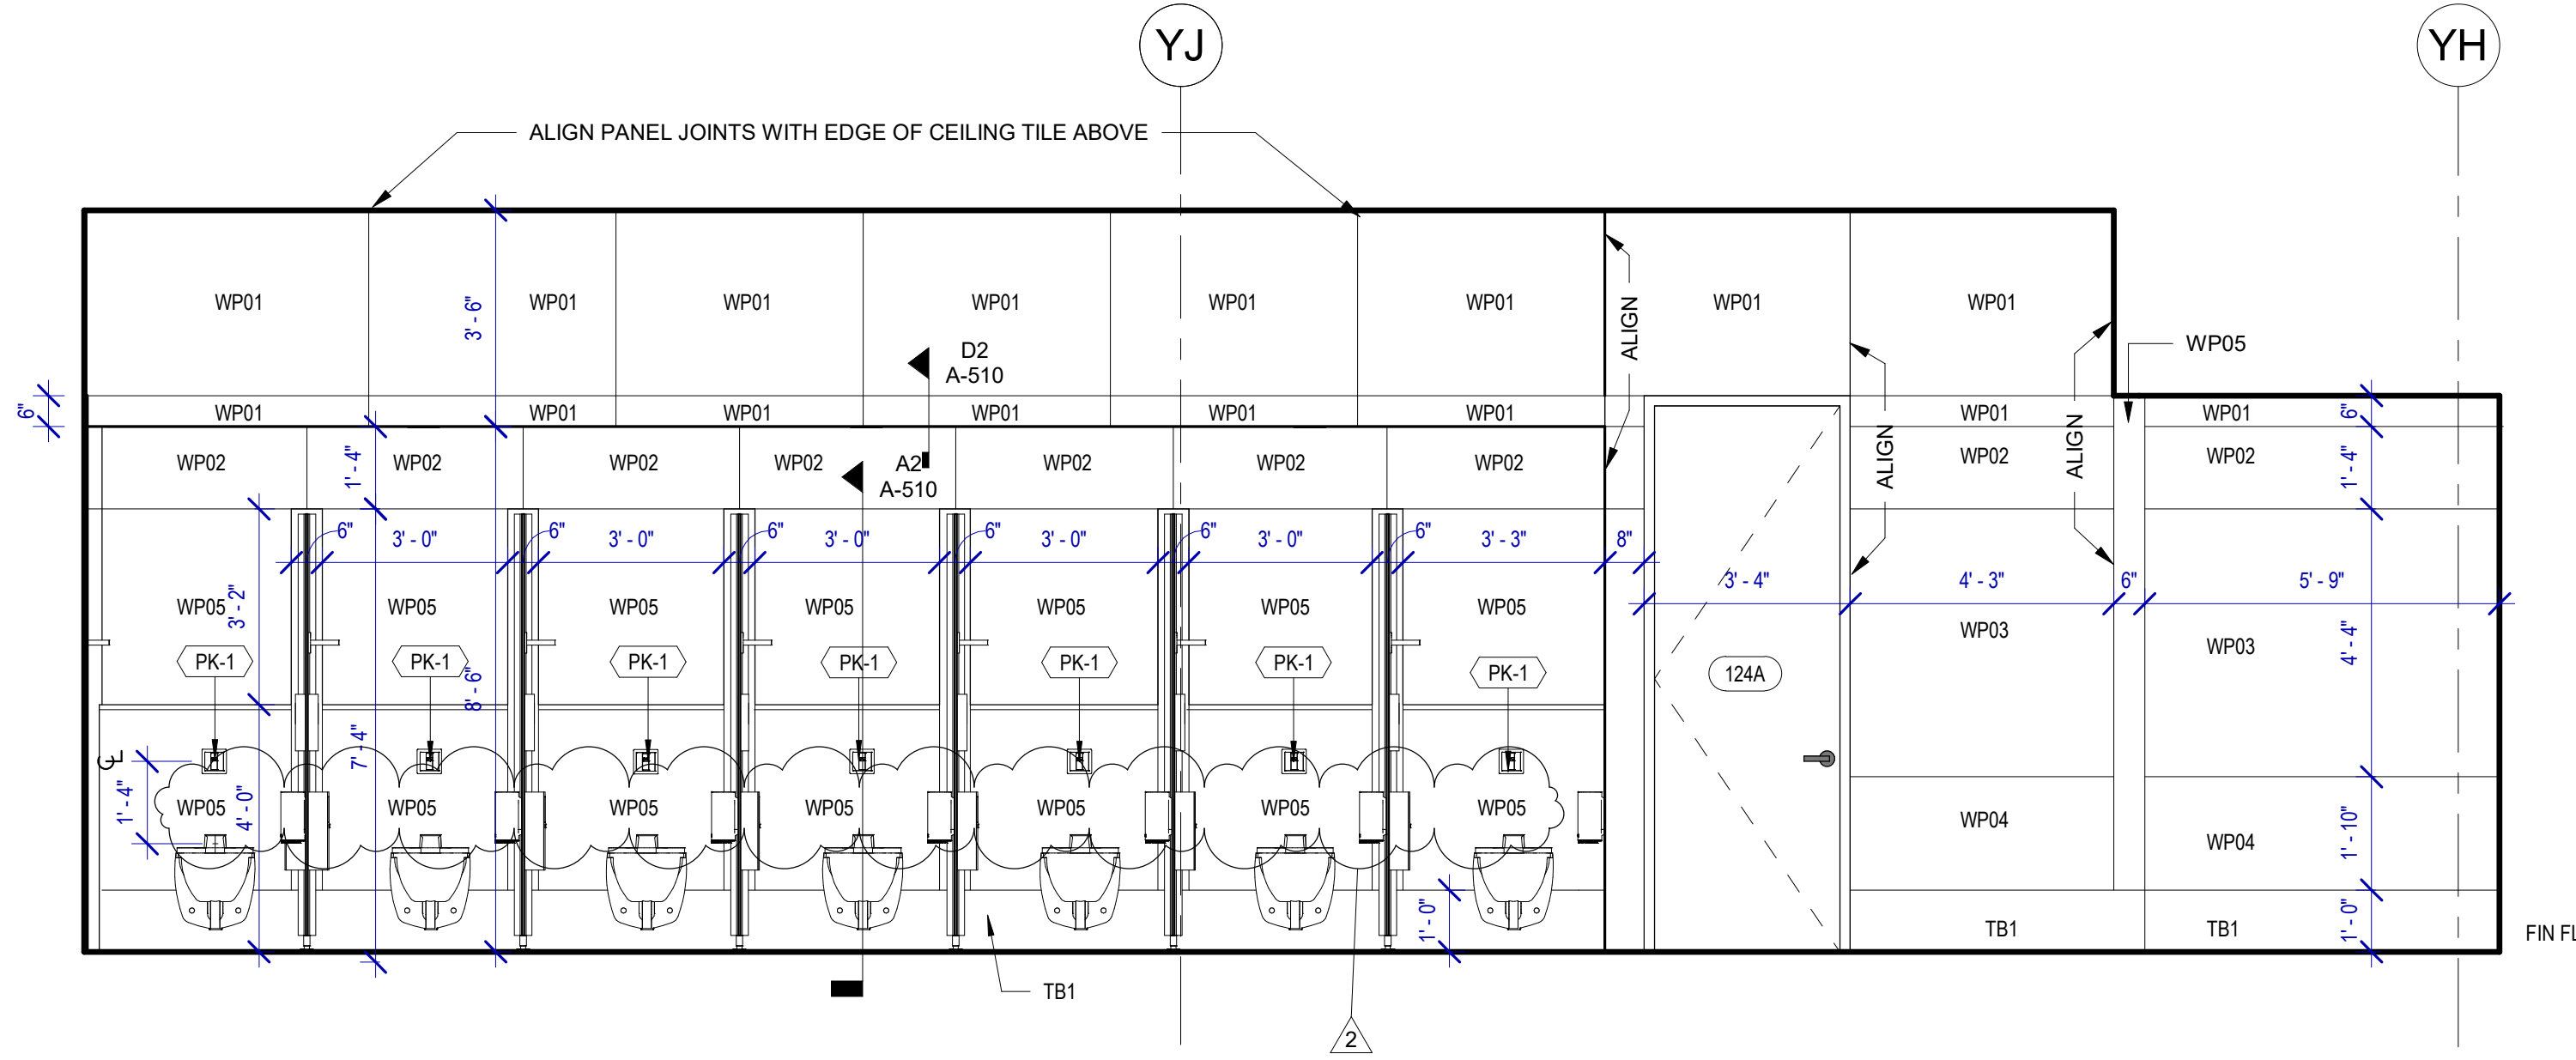 YJ
YH
ALIGN PANEL JOINTS WITH EDGE OF CEILING TILE ABOVE
WP01 WP01 WP01 WP01 WP01 WP01 WP01 WP01
3' - 6"
ALIGN
WP05
D2
A-510
6"
WP01 WP01 WP01 WP01 WP01 WP01 WP01 WP01
6"
WP02 WP02 WP02 WP02 WP02 WP02 WP02 WP02 WP02
1' - 4"
A2
A-510
ALIGN
ALIGN
1' - 4"
6" 3' - 0" 6" 3' - 0" 6" 3' - 0" 6" 3' - 0" 6" 3' - 0" 6" 3' - 3" 8"
3' - 4" 4' - 3" 6" 5' - 9"
WP05 WP05 WP05 WP05 WP05 WP05 WP05
3' - 2"
WP03 WP03
4' - 4"
PK-1 PK-1 PK-1 PK-1 PK-1 PK-1 PK-1
124A
8' - 6"
7' - 4"
CL
1' - 4"
4' - 0"
WP05 WP05 WP05 WP05 WP05 WP05 WP05
WP04 WP04
1' - 10"
1' - 0"
TB1 TB1
1' - 0"
FIN FL
TB1
2